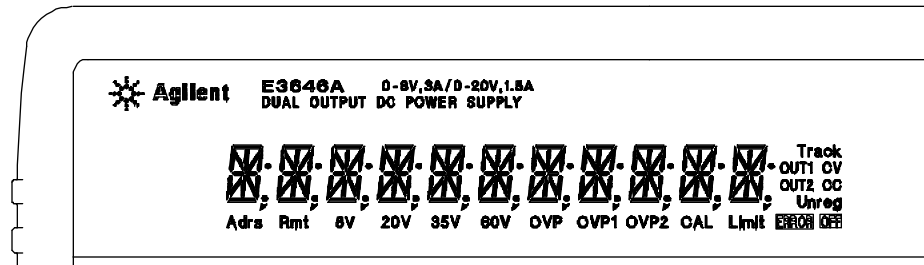 Agilent
E3646A 0-8V,3A/0-20V,1.5A
DUAL OUTPUT DC POWER SUPPLY
Track
OUT1 CV
OUT2 CC
Unreg
Adrs Rmt 8V 20V 35V 60V OVP OVP1 OVP2 CAL Limit ERROR OFF